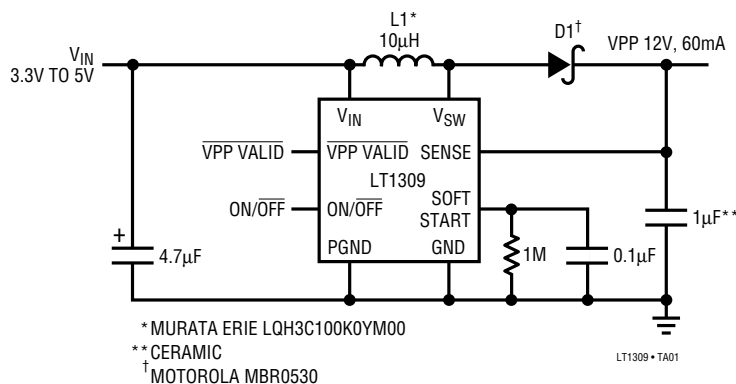 L1*
10µH
D1†
VPP 12V, 60mA
VIN
3.3V TO 5V
VIN
VSW
VPP VALID
VPP VALID
SENSE
LT1309
ON/OFF
ON/OFF
SOFT
START
1µF**
+
4.7µF
PGND
GND
1M
0.1µF
*MURATA ERIE LQH3C100K0YM00
**CERAMIC
†MOTOROLA MBR0530
LT1309 • TA01